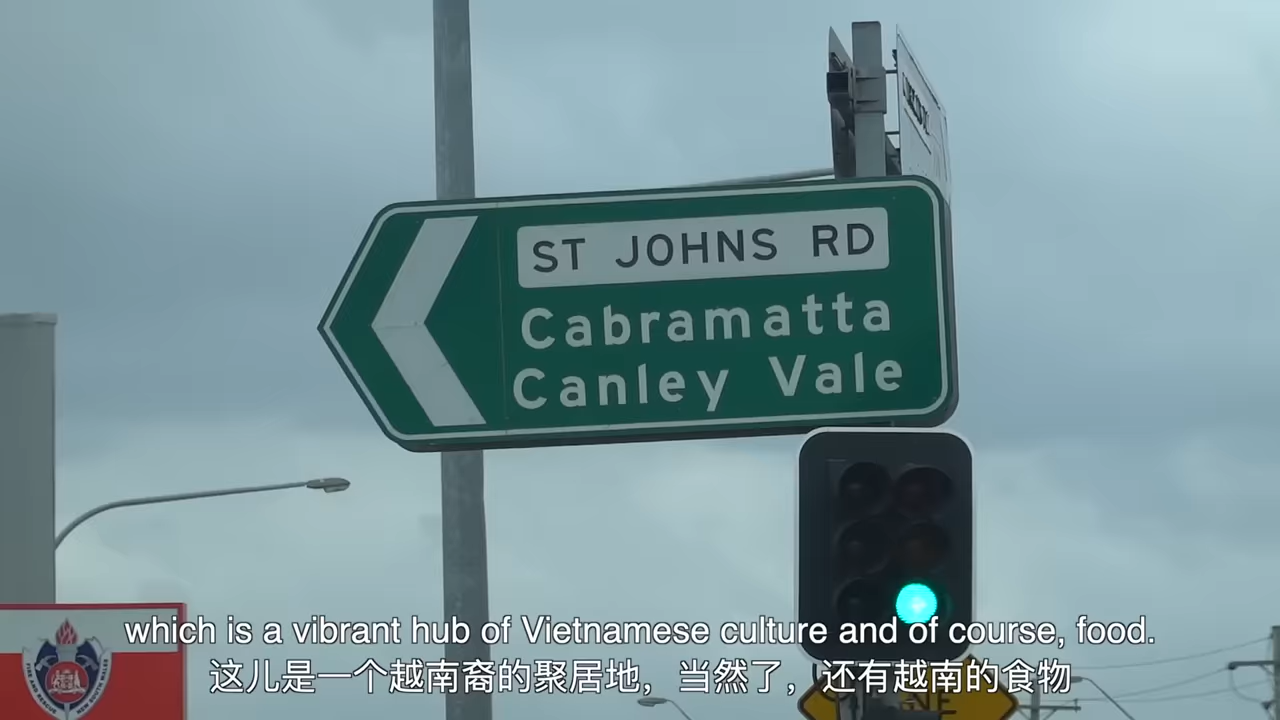 ST JOHNS RD
Cabramatta
Canley Vale
which is a vibrant hub of Vietnamese culture and of course, food.
这儿是一个越南裔的聚居地，当然了，还有越南的食物